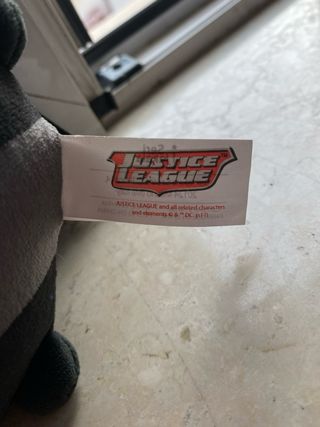 JUSTICE
LEAGUE
JUSTICE LEAGUE and all related characters
and elements © & ™ DC.